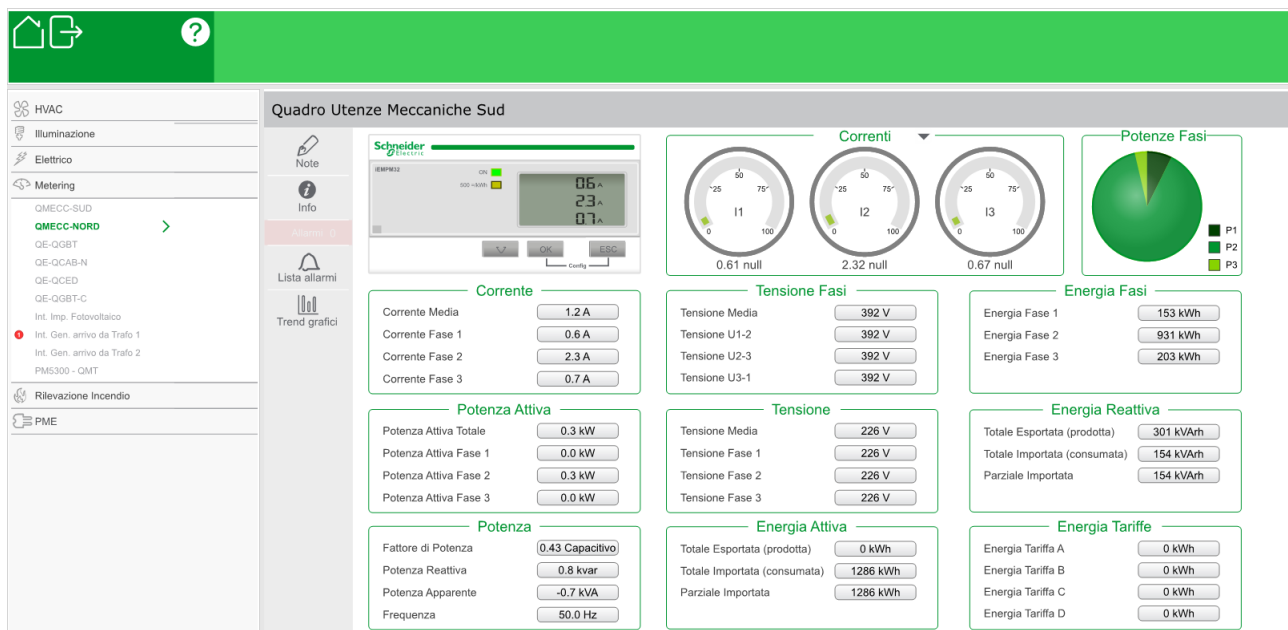 ?
HVAC
Illuminazione
Elettrico
Metering
QMECC-SUD
QMECC-NORD
QE-QGBT
QE-QCAB-N
QE-QCED
QE-QGBT-C
Int. Imp. Fotovoltaico
Int. Gen. arrivo da Trafo 1
Int. Gen. arrivo da Trafo 2
PM5300 - QMT
Rilevazione Incendio
PME
Quadro Utenze Meccaniche Sud
Note
Info
Allarmi 0
Lista allarmi
Trend grafici
Schneider
Electric
ON
06 A
23 A
07 A
OK
ESC
Config
Correnti
0 25 50 75 100
I1
0.61 null
0 25 50 75 100
I2
2.32 null
0 25 50 75 100
I3
0.67 null
Potenze Fasi
P1
P2
P3
Corrente
Corrente Media 1.2 A
Corrente Fase 1 0.6 A
Corrente Fase 2 2.3 A
Corrente Fase 3 0.7 A
Tensione Fasi
Tensione Media 392 V
Tensione U1-2 392 V
Tensione U2-3 392 V
Tensione U3-1 392 V
Energia Fasi
Energia Fase 1 153 kWh
Energia Fase 2 931 kWh
Energia Fase 3 203 kWh
Potenza Attiva
Potenza Attiva Totale 0.3 kW
Potenza Attiva Fase 1 0.0 kW
Potenza Attiva Fase 2 0.3 kW
Potenza Attiva Fase 3 0.0 kW
Tensione
Tensione Media 226 V
Tensione Fase 1 226 V
Tensione Fase 2 226 V
Tensione Fase 3 226 V
Energia Reattiva
Totale Esportata (prodotta) 301 kVArh
Totale Importata (consumata) 154 kVArh
Parziale Importata 154 kVArh
Potenza
Fattore di Potenza 0.43 Capacitivo
Potenza Reattiva 0.8 kvar
Potenza Apparente -0.7 kVA
Frequenza 50.0 Hz
Energia Attiva
Totale Esportata (prodotta) 0 kWh
Totale Importata (consumata) 1286 kWh
Parziale Importata 1286 kWh
Energia Tariffe
Energia Tariffa A 0 kWh
Energia Tariffa B 0 kWh
Energia Tariffa C 0 kWh
Energia Tariffa D 0 kWh